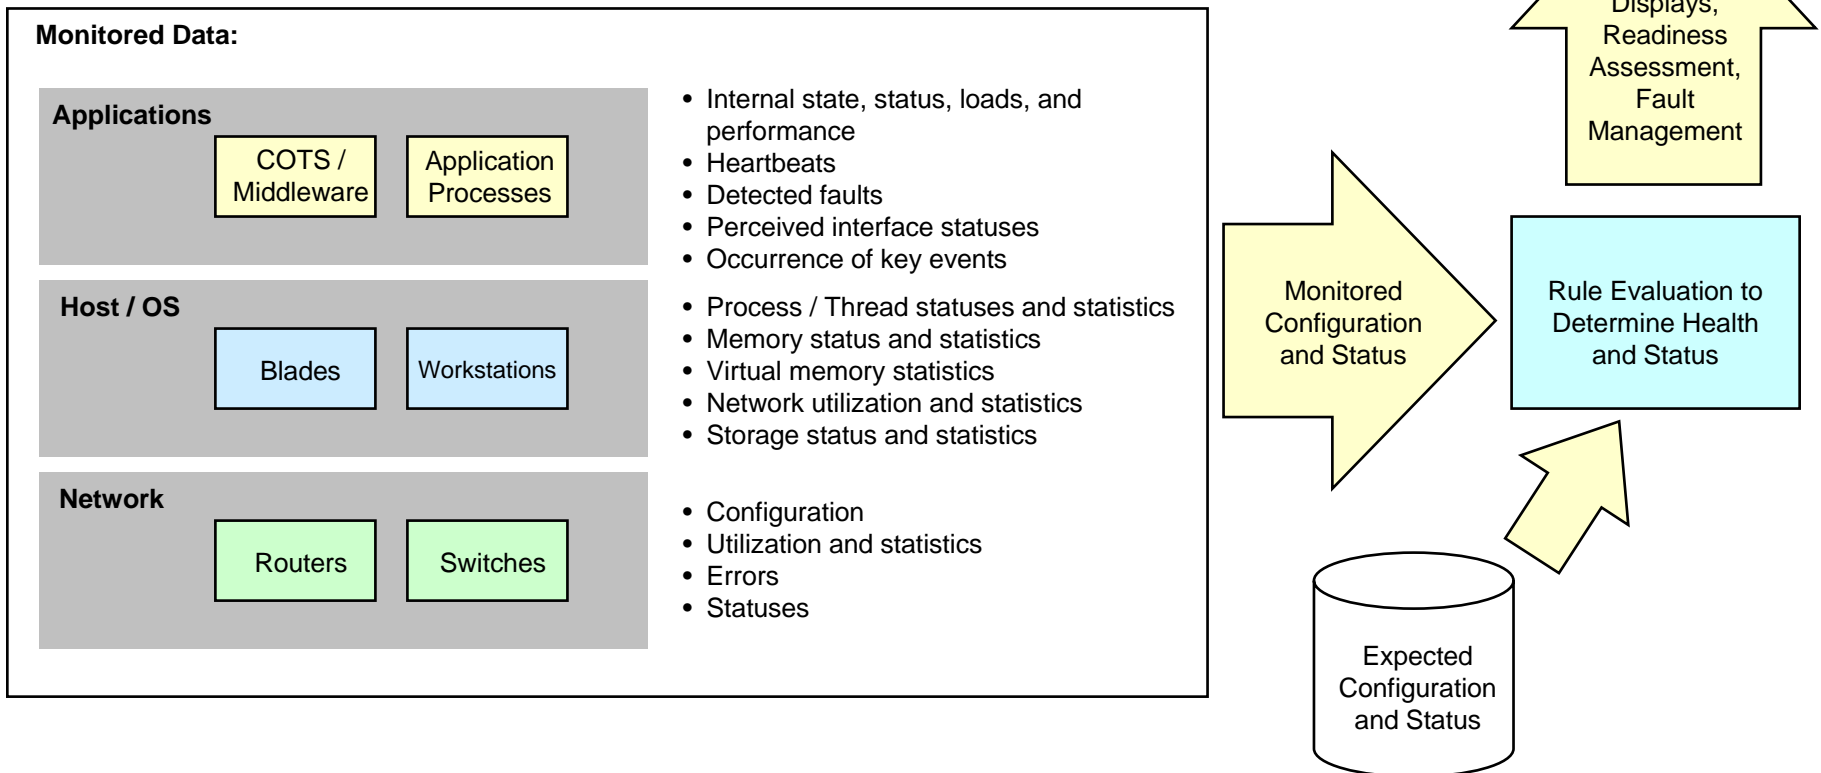 Monitored Data:
Applications
COTS /
Middleware
Application
Processes
• Internal state, status, loads, and
performance
• Heartbeats
• Detected faults
• Perceived interface statuses
• Occurrence of key events
Host / OS
Blades
Workstations
• Process / Thread statuses and statistics
• Memory status and statistics
• Virtual memory statistics
• Network utilization and statistics
• Storage status and statistics
Network
Routers
Switches
• Configuration
• Utilization and statistics
• Errors
• Statuses
Monitored
Configuration
and Status
Displays,
Readiness
Assessment,
Fault
Management
Rule Evaluation to
Determine Health
and Status
Expected
Configuration
and Status